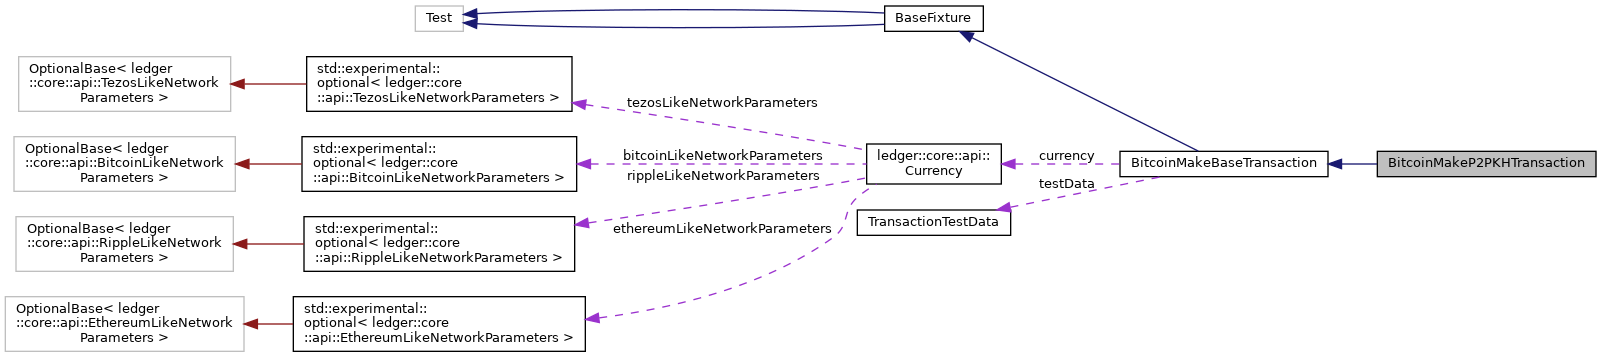 Test
BaseFixture
OptionalBase< ledger
::core::api::TezosLikeNetwork
Parameters >
std::experimental::
optional< ledger::core
::api::TezosLikeNetworkParameters >
tezosLikeNetworkParameters
OptionalBase< ledger
::core::api::BitcoinLikeNetwork
Parameters >
std::experimental::
optional< ledger::core
::api::BitcoinLikeNetworkParameters >
bitcoinLikeNetworkParameters
rippleLikeNetworkParameters
ledger::core::api::
Currency
currency
testData
BitcoinMakeBaseTransaction
BitcoinMakeP2PKHTransaction
TransactionTestData
OptionalBase< ledger
::core::api::RippleLikeNetwork
Parameters >
std::experimental::
optional< ledger::core
::api::RippleLikeNetworkParameters >
ethereumLikeNetworkParameters
OptionalBase< ledger
::core::api::EthereumLikeNetwork
Parameters >
std::experimental::
optional< ledger::core
::api::EthereumLikeNetworkParameters >